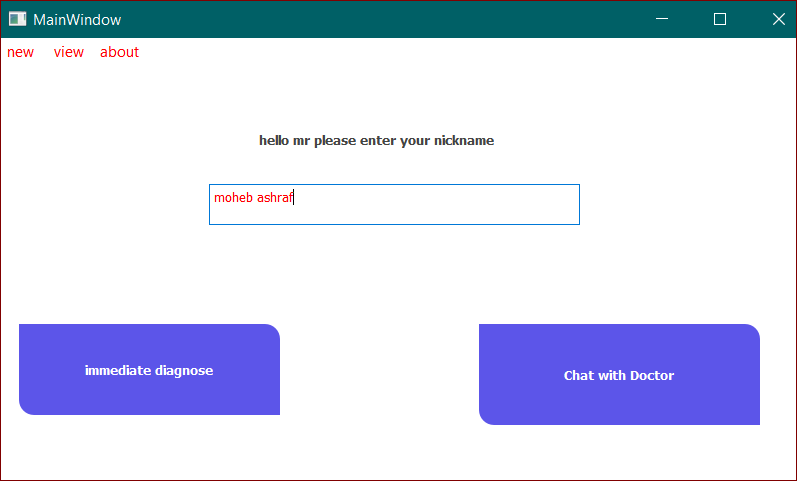 MainWindow
new view about
hello mr please enter your nickname
moheb ashraf
immediate diagnose
Chat with Doctor